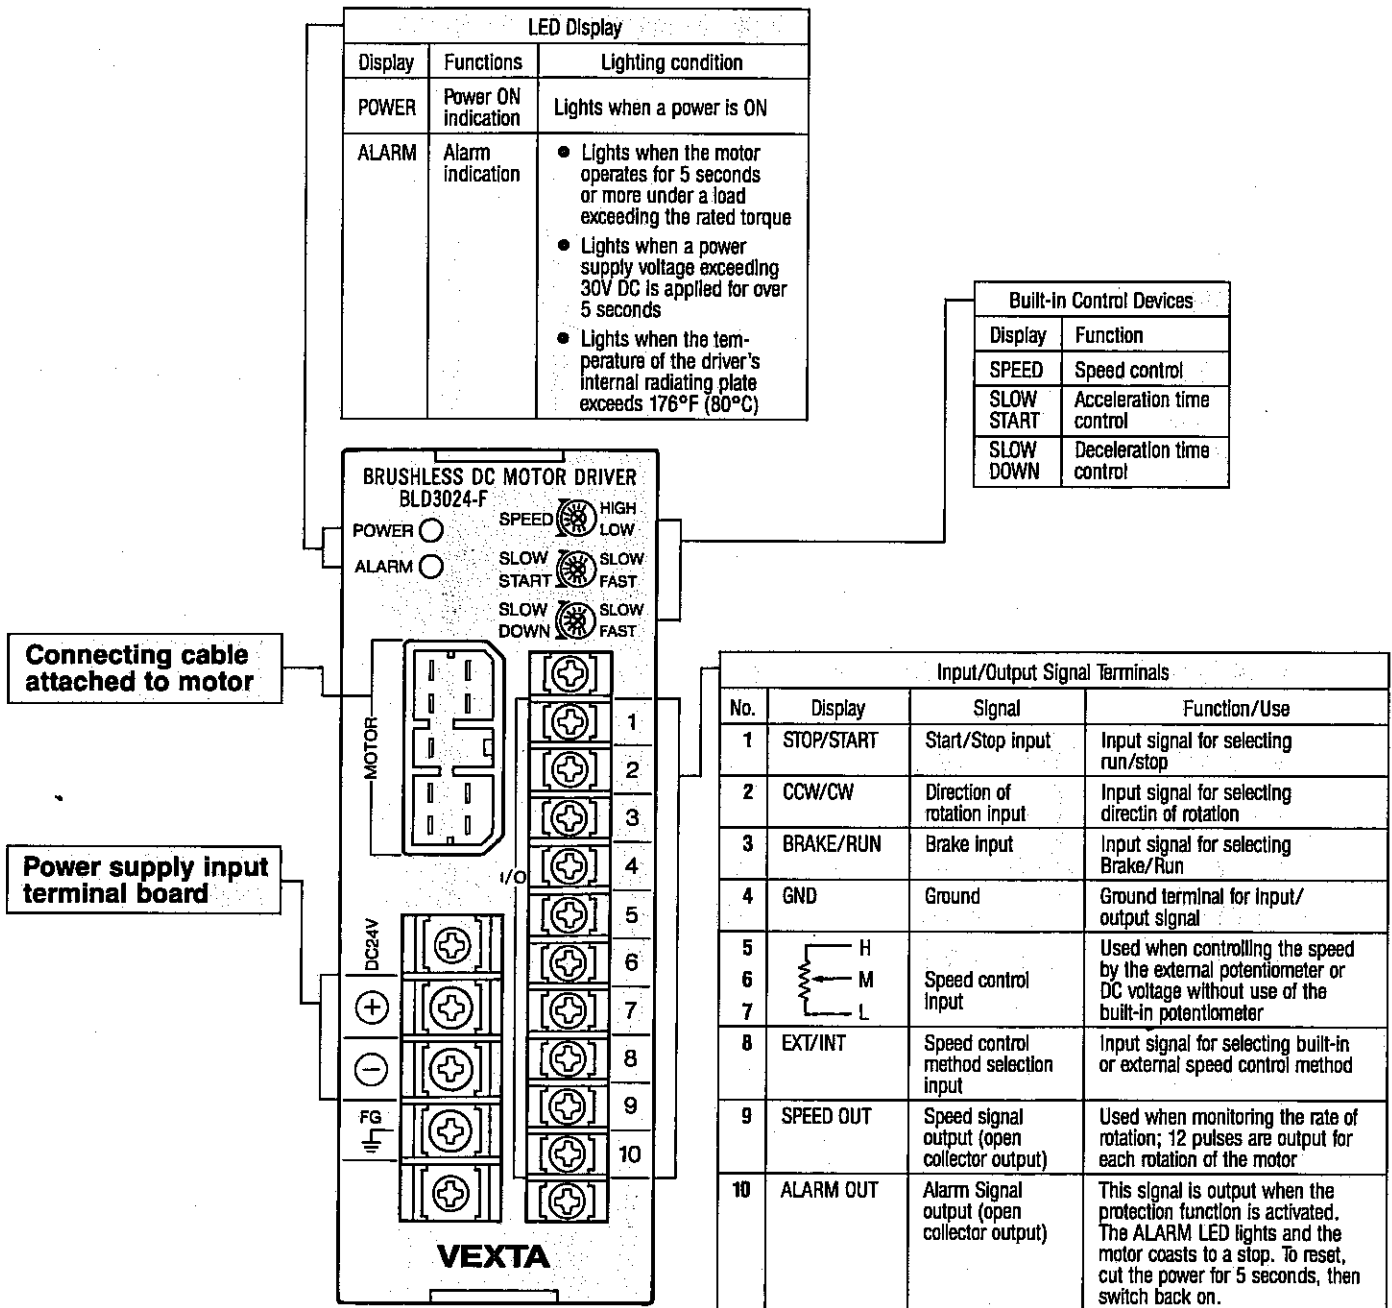 LED Display
Display Functions Lighting condition
POWER Power ON indication Lights when a power is ON
ALARM Alarm indication
● Lights when the motor
operates for 5 seconds
or more under a load
exceeding the rated torque
● Lights when a power
supply voltage exceeding
30V DC is applied for over
5 seconds
● Lights when the tem-
perature of the driver's
internal radiating plate
exceeds 176°F (80°C)
Built-in Control Devices
Display Function
SPEED Speed control
SLOW START Acceleration time control
SLOW DOWN Deceleration time control
BRUSHLESS DC MOTOR DRIVER
BLD3024-F
POWER
ALARM
SPEED HIGH
LOW
SLOW START SLOW
FAST
SLOW DOWN SLOW
FAST
Connecting cable
attached to motor
MOTOR
Power supply input
terminal board
I/O
DC24V
+
−
FG
1
2
3
4
5
6
7
8
9
10
VEXTA
Input/Output Signal Terminals
No. Display Signal Function/Use
1 STOP/START Start/Stop input Input signal for selecting
run/stop
2 CCW/CW Direction of rotation input Input signal for selecting
directin of rotation
3 BRAKE/RUN Brake input Input signal for selecting
Brake/Run
4 GND Ground Ground terminal for input/
output signal
5 H
6 M
7 L
Speed control
input
Used when controlling the speed
by the external potentiometer or
DC voltage without use of the
built-in potentiometer
8 EXT/INT Speed control
method selection
input
Input signal for selecting built-in
or external speed control method
9 SPEED OUT Speed signal
output (open
collector output)
Used when monitoring the rate of
rotation; 12 pulses are output for
each rotation of the motor
10 ALARM OUT Alarm Signal
output (open
collector output)
This signal is output when the
protection function is activated.
The ALARM LED lights and the
motor coasts to a stop. To reset,
cut the power for 5 seconds, then
switch back on.